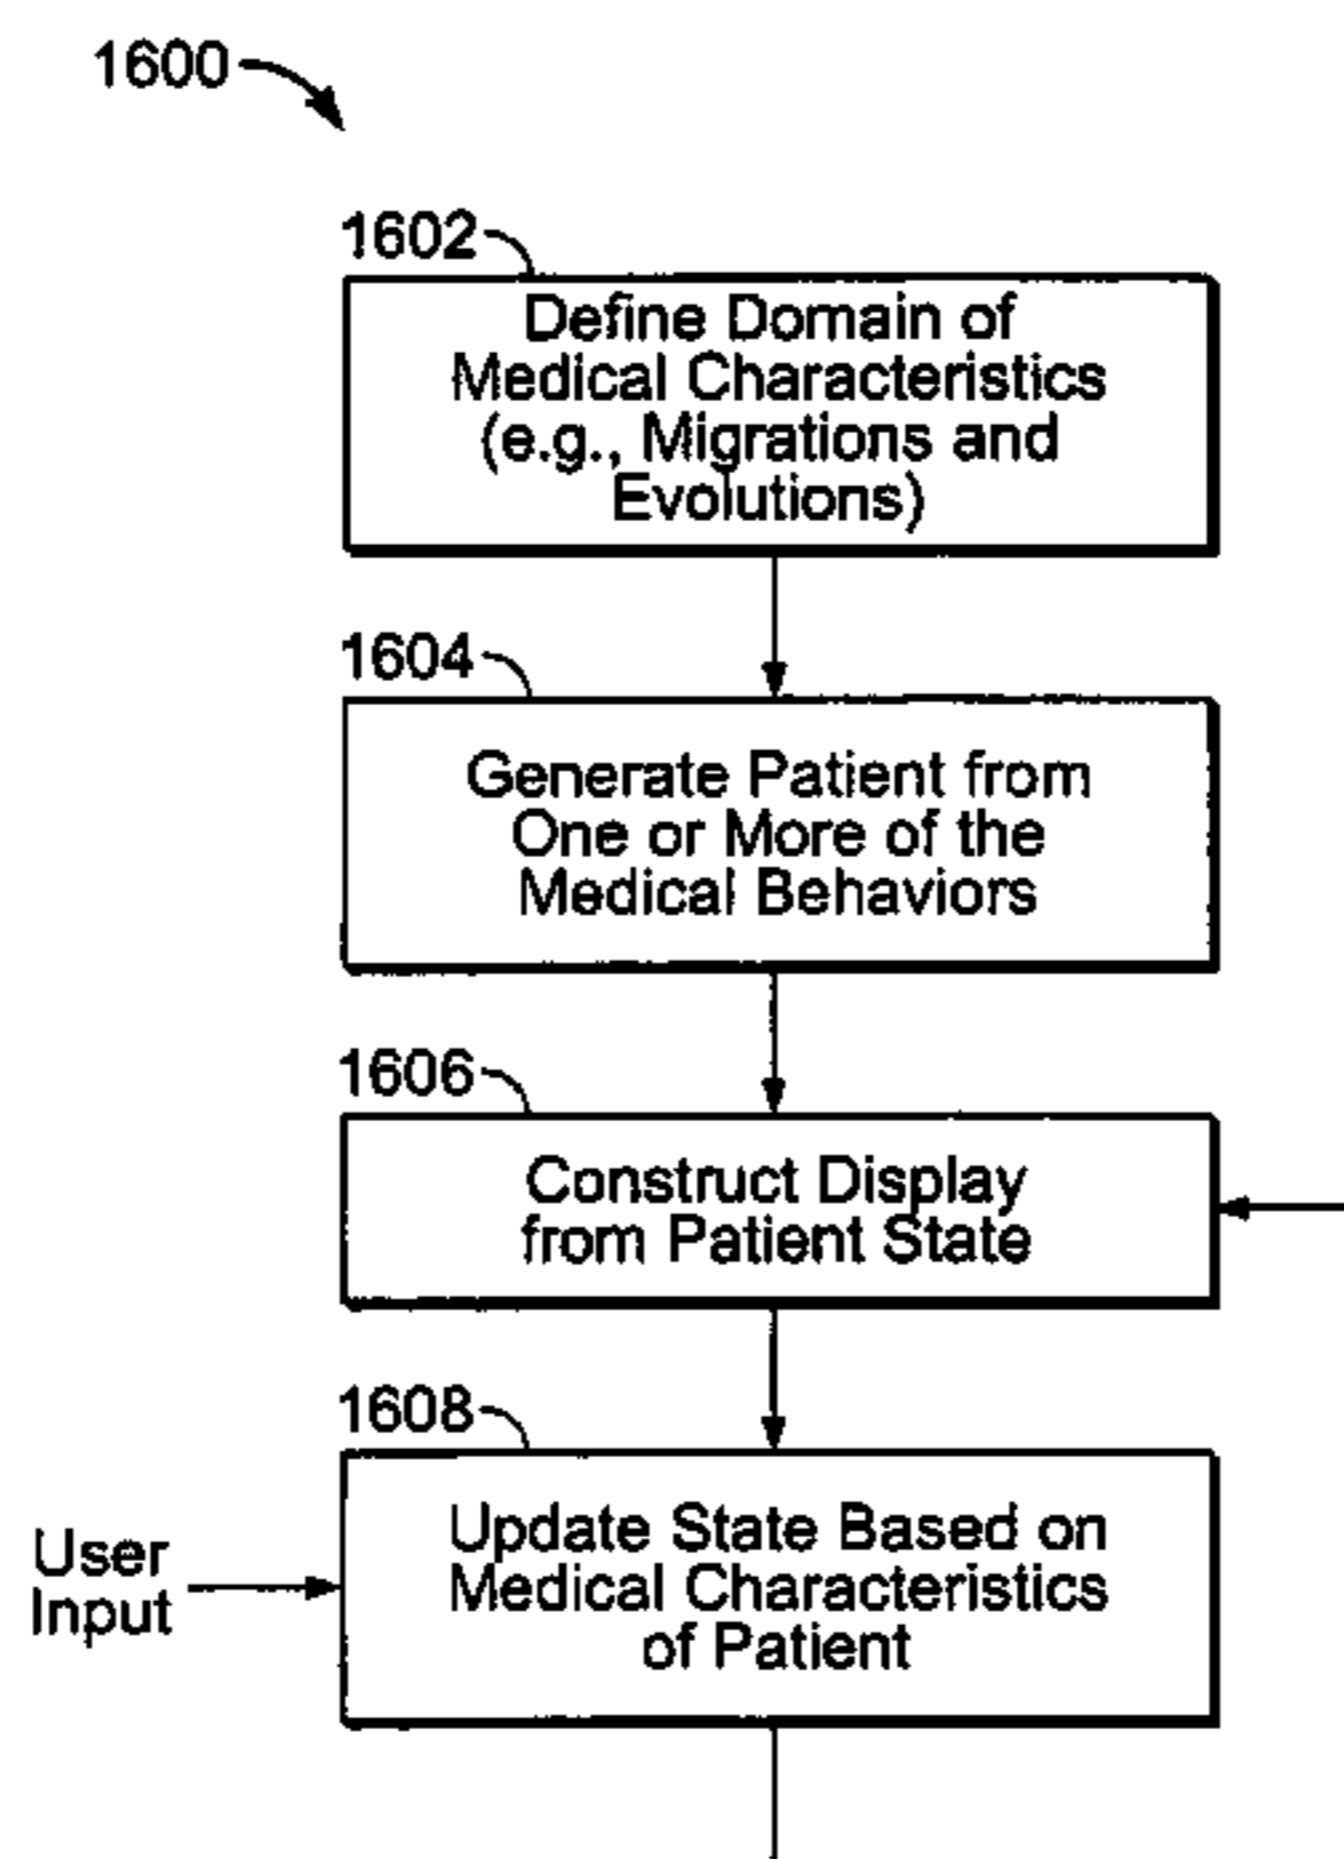 1600
1602
Define Domain of
Medical Characteristics
(e.g., Migrations and
Evolutions)
1604
Generate Patient from
One or More of the
Medical Behaviors
1606
Construct Display
from Patient State
1608
Update State Based on
Medical Characteristics
of Patient
User
Input